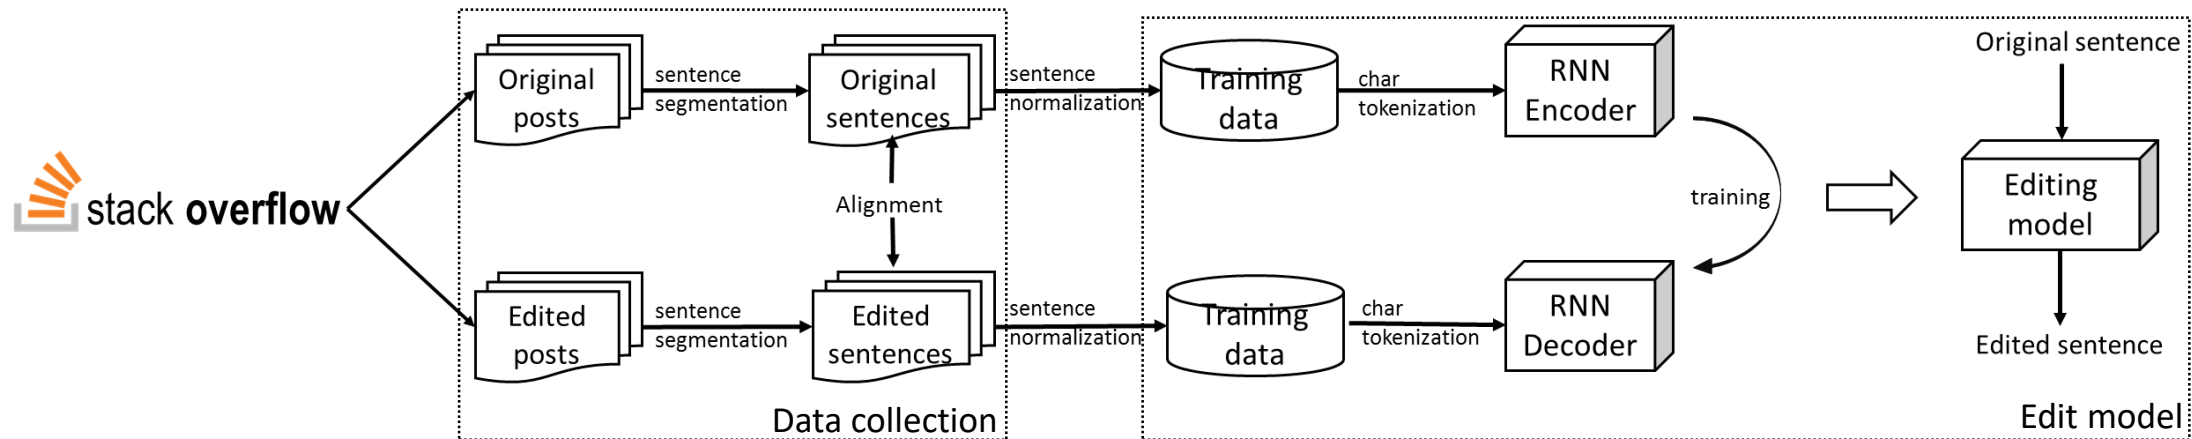 stack overflow
Original
posts
sentence
segmentation
Original
sentences
sentence
normalization
Training
data
char
tokenization
RNN
Encoder
Alignment
training
Edited
posts
sentence
segmentation
Edited
sentences
sentence
normalization
Training
data
char
tokenization
RNN
Decoder
Original sentence
Editing
model
Edited sentence
Data collection
Edit model